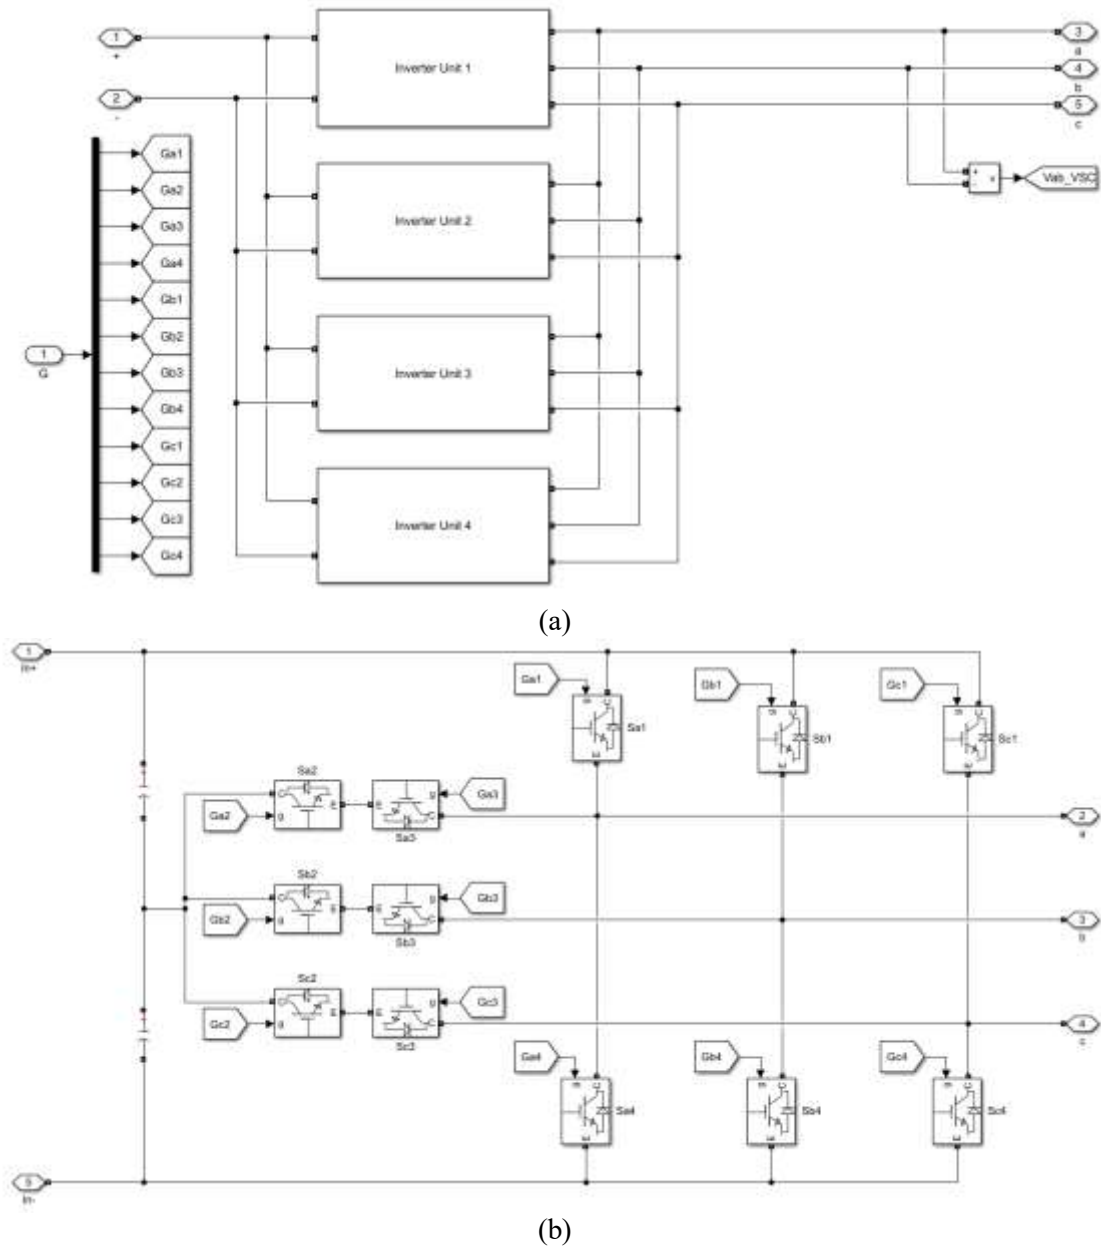 1
+
2
-
Inverter Unit 1
3
a
4
b
5
c
Ga1
Ga2
Ga3
Ga4
Gb1
Gb2
Gb3
Gb4
Gc1
Gc2
Gc3
Gc4
1
G
Inverter Unit 2
Inverter Unit 3
Inverter Unit 4
+
-
v
Vab_VSC
(a)
1
In+
Ga1
g
C
E
Sa1
Gb1
g
C
E
Sb1
Gc1
g
C
E
Sc1
Sa2
Ga2
C
g
E
E
g
C
Ga3
Sa3
2
a
Sb2
Gb2
C
g
E
E
g
C
Gb3
Sb3
3
b
Sc2
Gc2
C
g
E
E
g
C
Gc3
4
c
Ga4
g
C
E
Sa4
Gb4
g
C
E
Sb4
Gc4
g
C
E
Sc4
In-
(b)